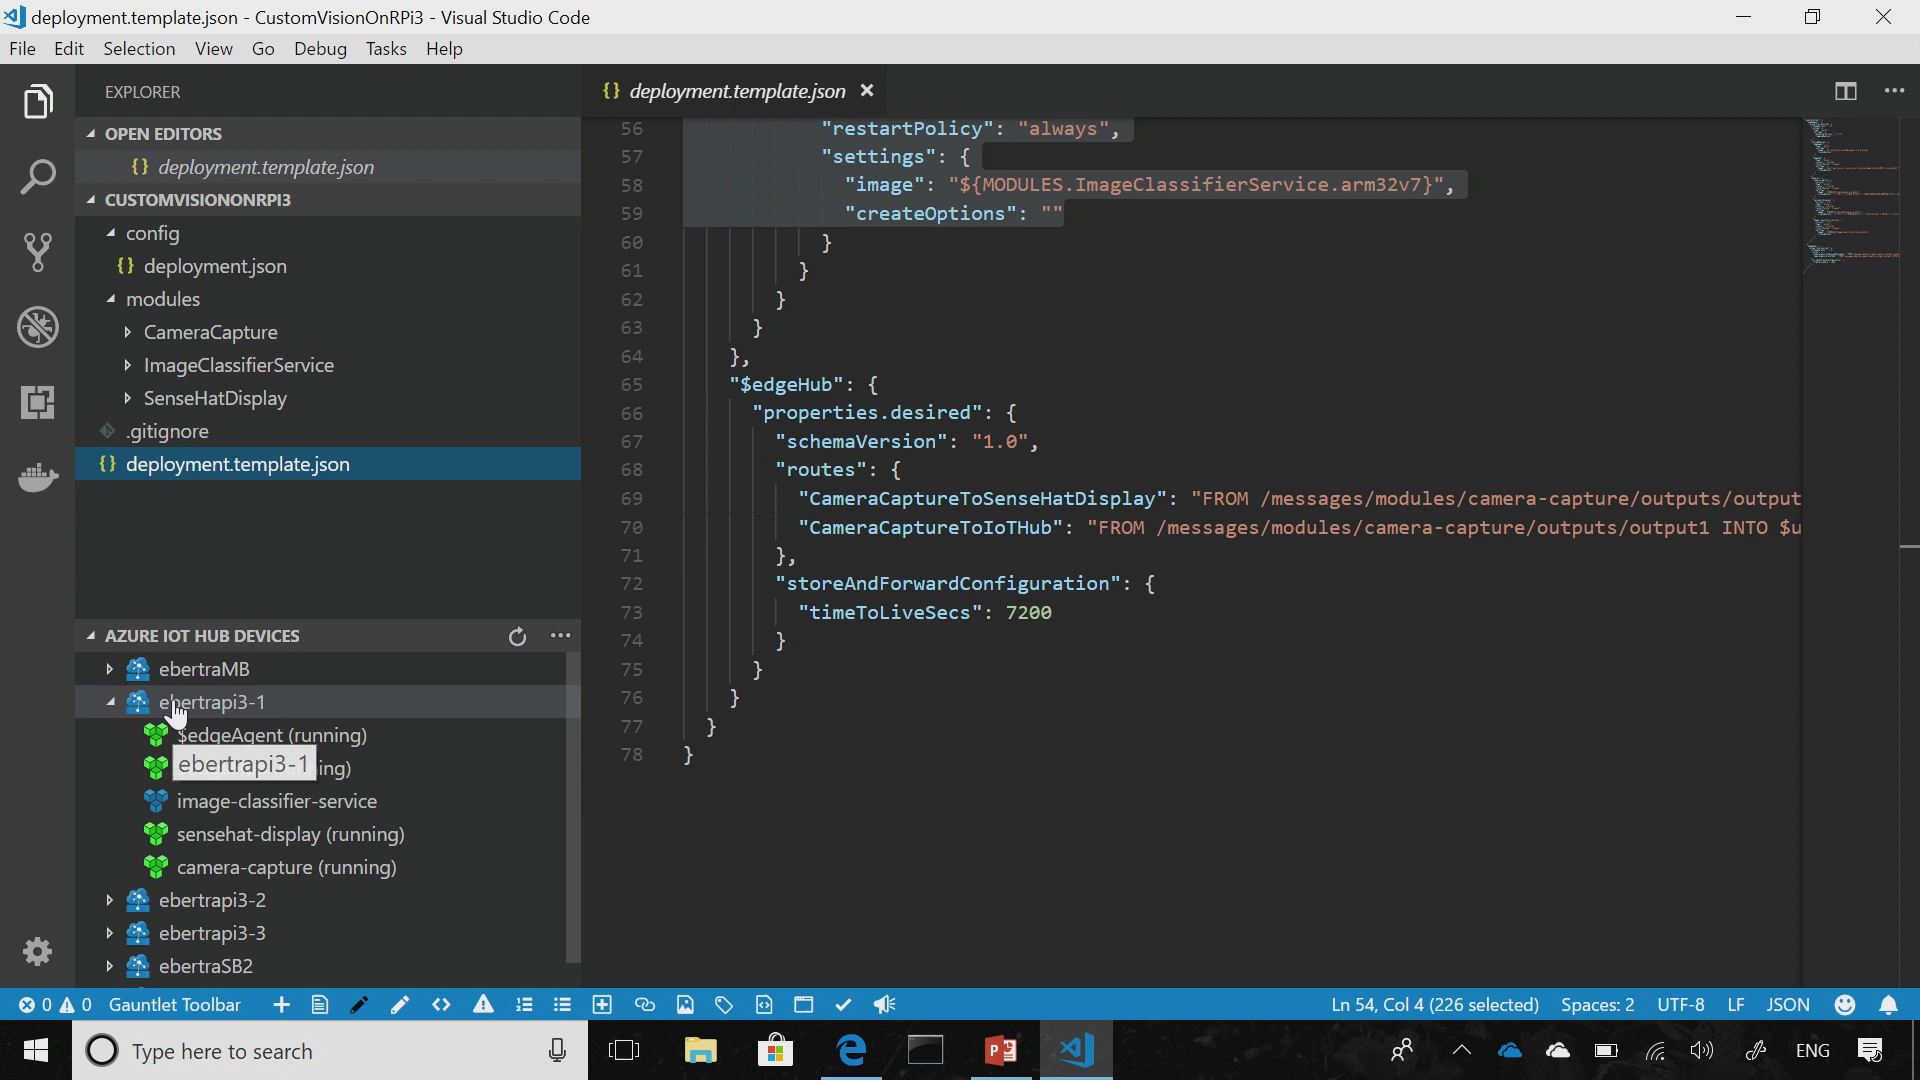 deployment.template.json - CustomVisionOnRPi3 - Visual Studio Code
File Edit Selection View Go Debug Tasks Help
EXPLORER
OPEN EDITORS
{} deployment.template.json
CUSTOMVISIONONRPI3
config
{} deployment.json
modules
CameraCapture
ImageClassifierService
SenseHatDisplay
.gitignore
{} deployment.template.json
AZURE IOT HUB DEVICES
ebertraMB
ebertrapi3-1
$edgeAgent (running)
ebertrapi3-1
ing)
image-classifier-service
sensehat-display (running)
camera-capture (running)
ebertrapi3-2
ebertrapi3-3
ebertraSB2
{} deployment.template.json
56 "restartPolicy": "always",
57 "settings": {
58 "image": "${MODULES.ImageClassifierService.arm32v7}",
59 "createOptions": ""
60 }
61 }
62 }
63 }
64 },
65 "$edgeHub": {
66 "properties.desired": {
67 "schemaVersion": "1.0",
68 "routes": {
69 "CameraCaptureToSenseHatDisplay": "FROM /messages/modules/camera-capture/outputs/output
70 "CameraCaptureToIoTHub": "FROM /messages/modules/camera-capture/outputs/output1 INTO $u
71 },
72 "storeAndForwardConfiguration": {
73 "timeToLiveSecs": 7200
74 }
75 }
76 }
77 }
78 }
0 0 Gauntlet Toolbar
Ln 54, Col 4 (226 selected) Spaces: 2 UTF-8 LF JSON
Type here to search
ENG